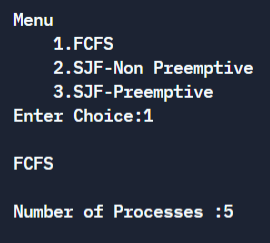 Menu
1.FCFS
2.SJF-Non Preemptive
3.SJF-Preemptive
Enter Choice:1
FCFS
Number of Processes :5